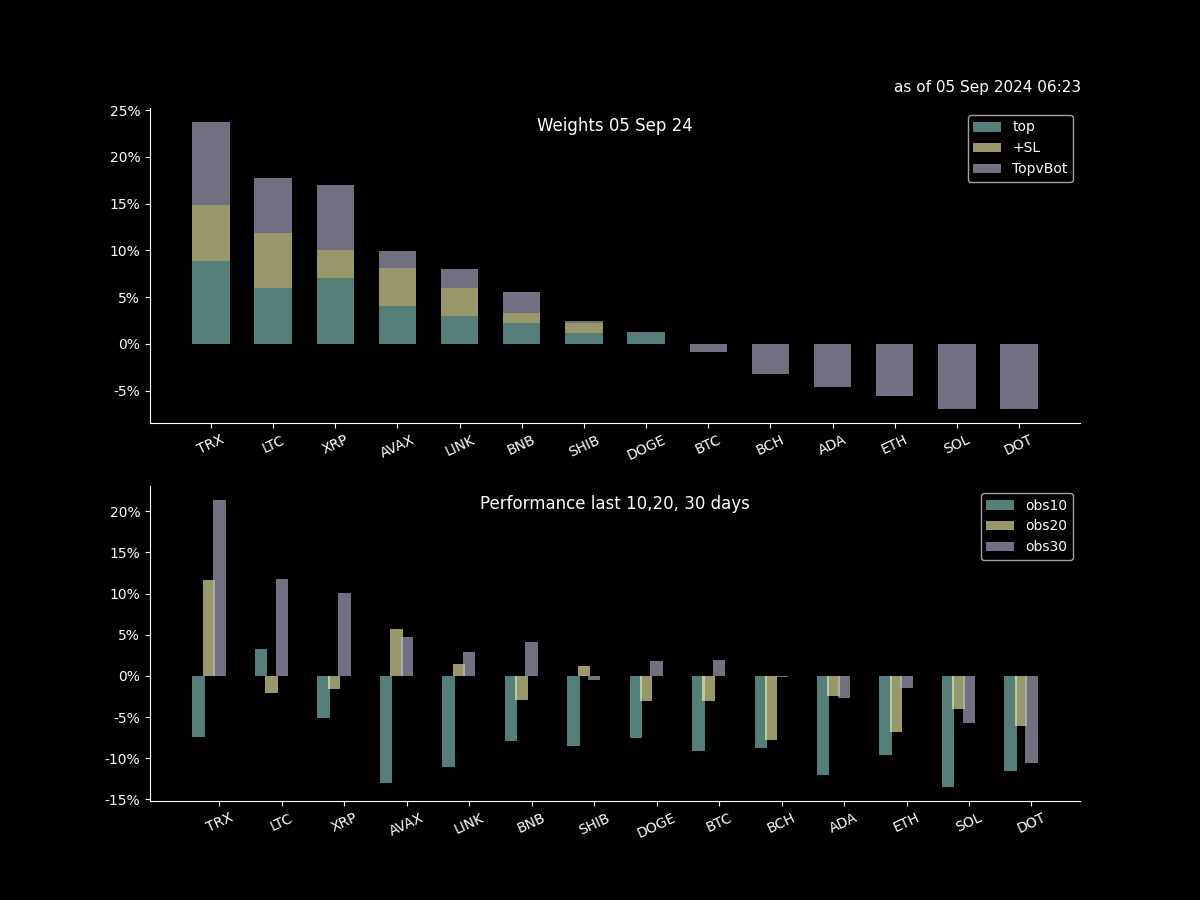 as of 05 Sep 2024 06:23
Weights 05 Sep 24
top
+SL
TopvBot
25%
20%
15%
10%
5%
0%
-5%
TRX LTC XRP AVAX LINK BNB SHIB DOGE BTC BCH ADA ETH SOL DOT
Performance last 10,20, 30 days
obs10
obs20
obs30
20%
15%
10%
5%
0%
-5%
-10%
-15%
TRX LTC XRP AVAX LINK BNB SHIB DOGE BTC BCH ADA ETH SOL DOT